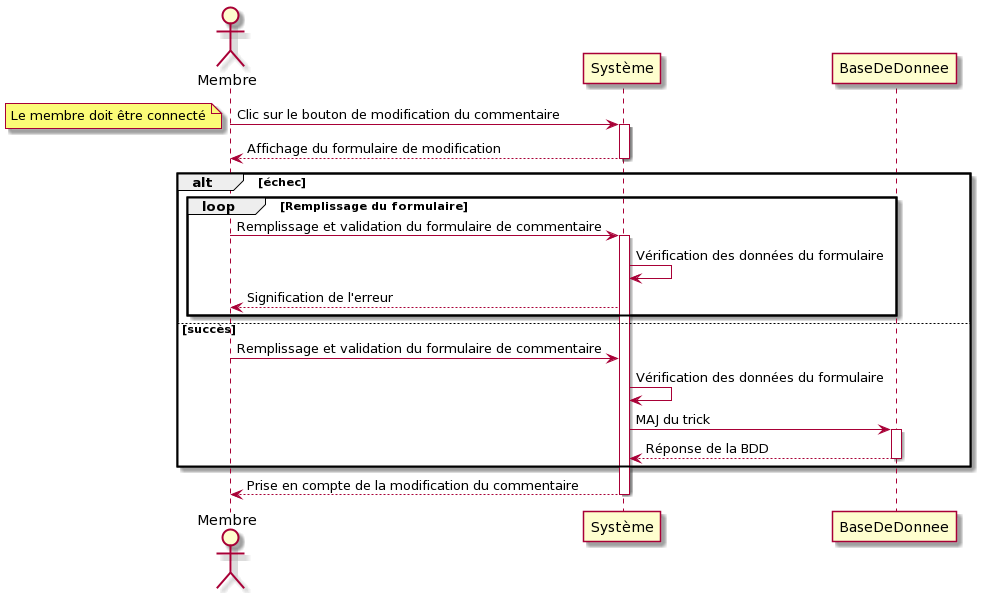 Membre
Système
BaseDeDonnee
Le membre doit être connecté
Clic sur le bouton de modification du commentaire
Affichage du formulaire de modification
alt [échec]
loop [Remplissage du formulaire]
Remplissage et validation du formulaire de commentaire
Vérification des données du formulaire
Signification de l'erreur
[succès]
Remplissage et validation du formulaire de commentaire
Vérification des données du formulaire
MAJ du trick
Réponse de la BDD
Prise en compte de la modification du commentaire
Membre
Système
BaseDeDonnee